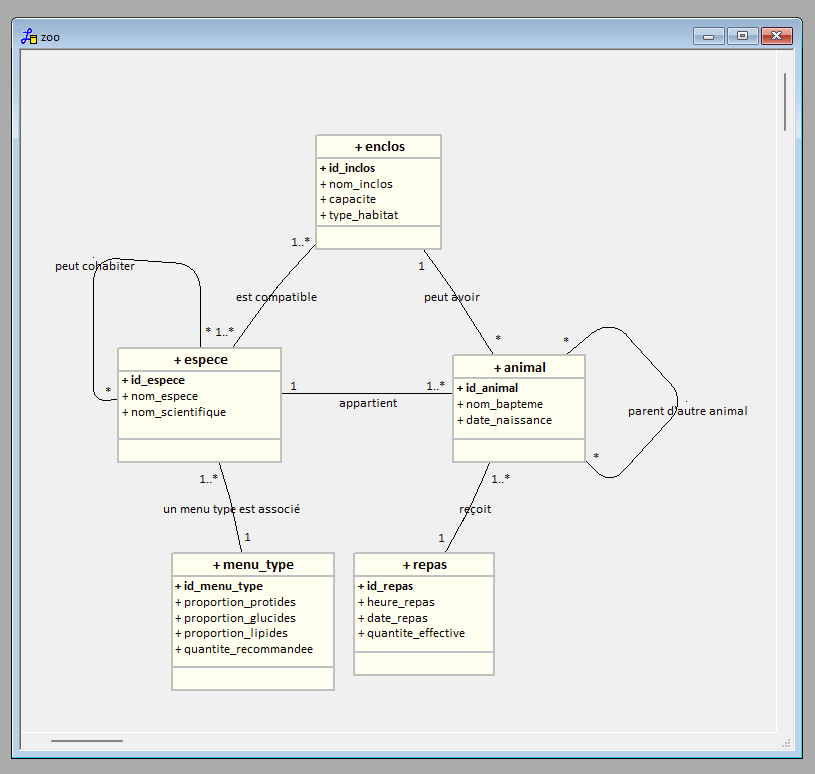 zoo
+ enclos
+ id_inclos
+ nom_inclos
+ capacite
+ type_habitat
1..*
1
peut cohabiter
est compatible
peut avoir
* 1..*
*
*
+ espece
+ id_espece
+ nom_espece
+ nom_scientifique
*
1
1..*
appartient
+ animal
+ id_animal
+ nom_bapteme
+ date_naissance
parent d'autre animal
*
1..*
1..*
un menu type est associé
reçoit
1
1
+ menu_type
+ id_menu_type
+ proportion_protides
+ proportion_glucides
+ proportion_lipides
+ quantite_recommandee
+ repas
+ id_repas
+ heure_repas
+ date_repas
+ quantite_effective